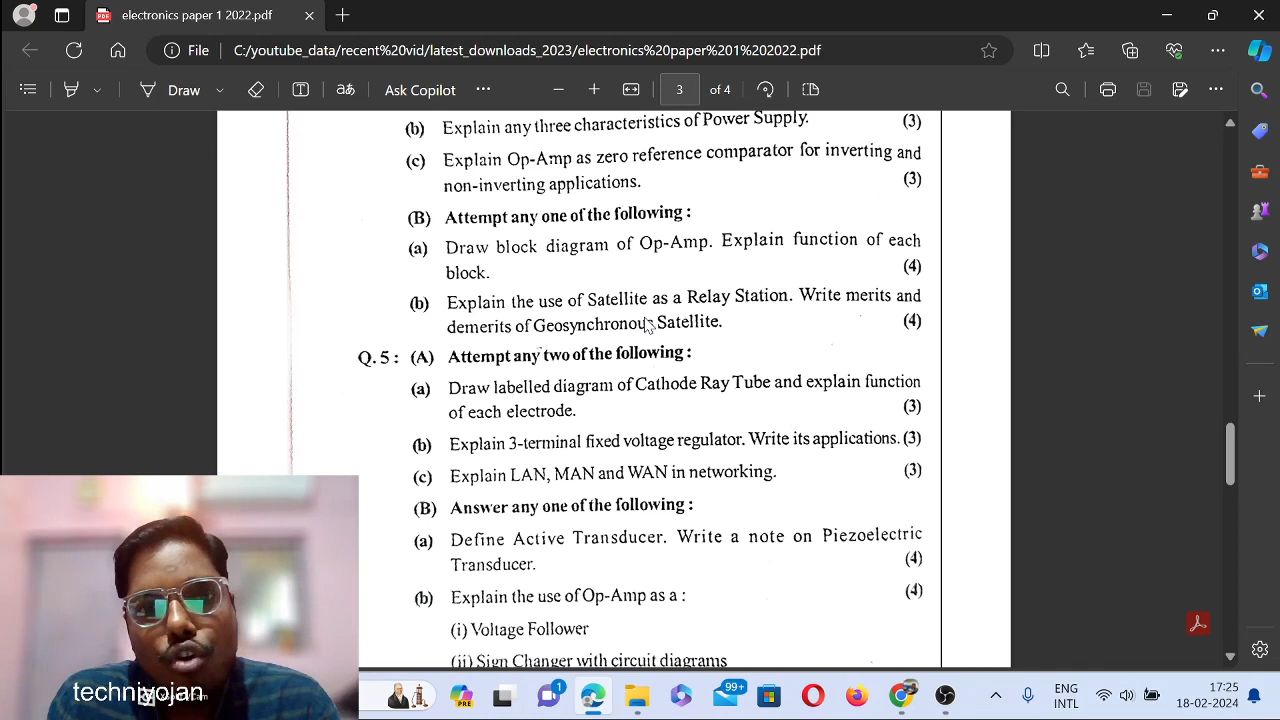 electronics paper 1 2022.pdf
File
C:/youtube_data/recent%20vid/latest_downloads_2023/electronics%20paper%201%202022.pdf
Draw
aあ
Ask Copilot
3 of 4
(b) Explain any three characteristics of Power Supply. (3)
(c) Explain Op-Amp as zero reference comparator for inverting and
non-inverting applications. (3)
(B) Attempt any one of the following :
(a) Draw block diagram of Op-Amp. Explain function of each
block. (4)
(b) Explain the use of Satellite as a Relay Station. Write merits and
demerits of Geosynchronous Satellite. (4)
Q. 5 : (A) Attempt any two of the following :
(a) Draw labelled diagram of Cathode Ray Tube and explain function
of each electrode. (3)
(b) Explain 3-terminal fixed voltage regulator. Write its applications. (3)
(c) Explain LAN, MAN and WAN in networking. (3)
(B) Answer any one of the following :
(a) Define Active Transducer. Write a note on Piezoelectric
Transducer. (4)
(b) Explain the use of Op-Amp as a : (4)
(i) Voltage Follower
(ii) Sign Changer with circuit diagrams
PRE
1
99+
ENG
INTL
17:25
18-02-2024